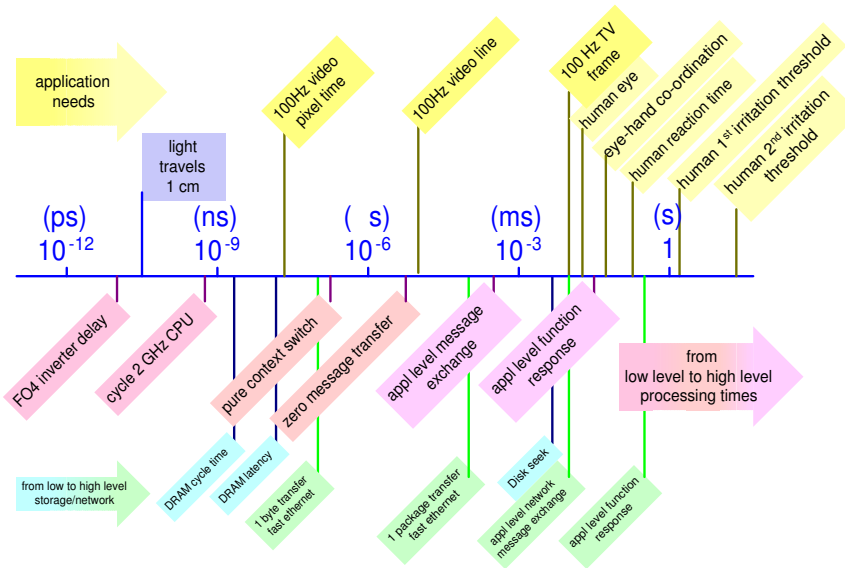 application
needs
100Hz video
pixel time
100Hz video line
100 Hz TV
frame
human eye
eye-hand co-ordination
human reaction time
human 1st irritation threshold
human 2nd irritation
threshold
light
travels
1 cm
(ps)
(ns)
( s)
(ms)
(s)
10-12
10-9
10-6
10-3
1
FO4 inverter delay
cycle 2 GHz CPU
pure context switch
zero message transfer
appl level message
exchange
appl level function
response
from
low level to high level
processing times
from low to high level
storage/network
DRAM cycle time
DRAM latency
1 byte transfer
fast ethernet
1 package transfer
fast ethernet
Disk seek
appl level network
message exchange
appl level function
response